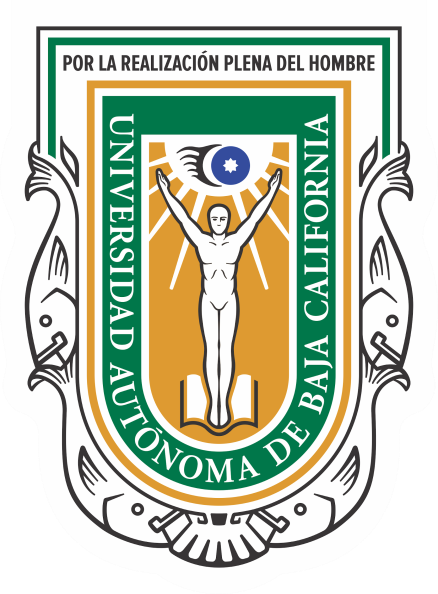 POR LA REALIZACIÓN PLENA DEL HOMBRE
UNIVERSIDAD AUTÓNOMA DE BAJA CALIFORNIA